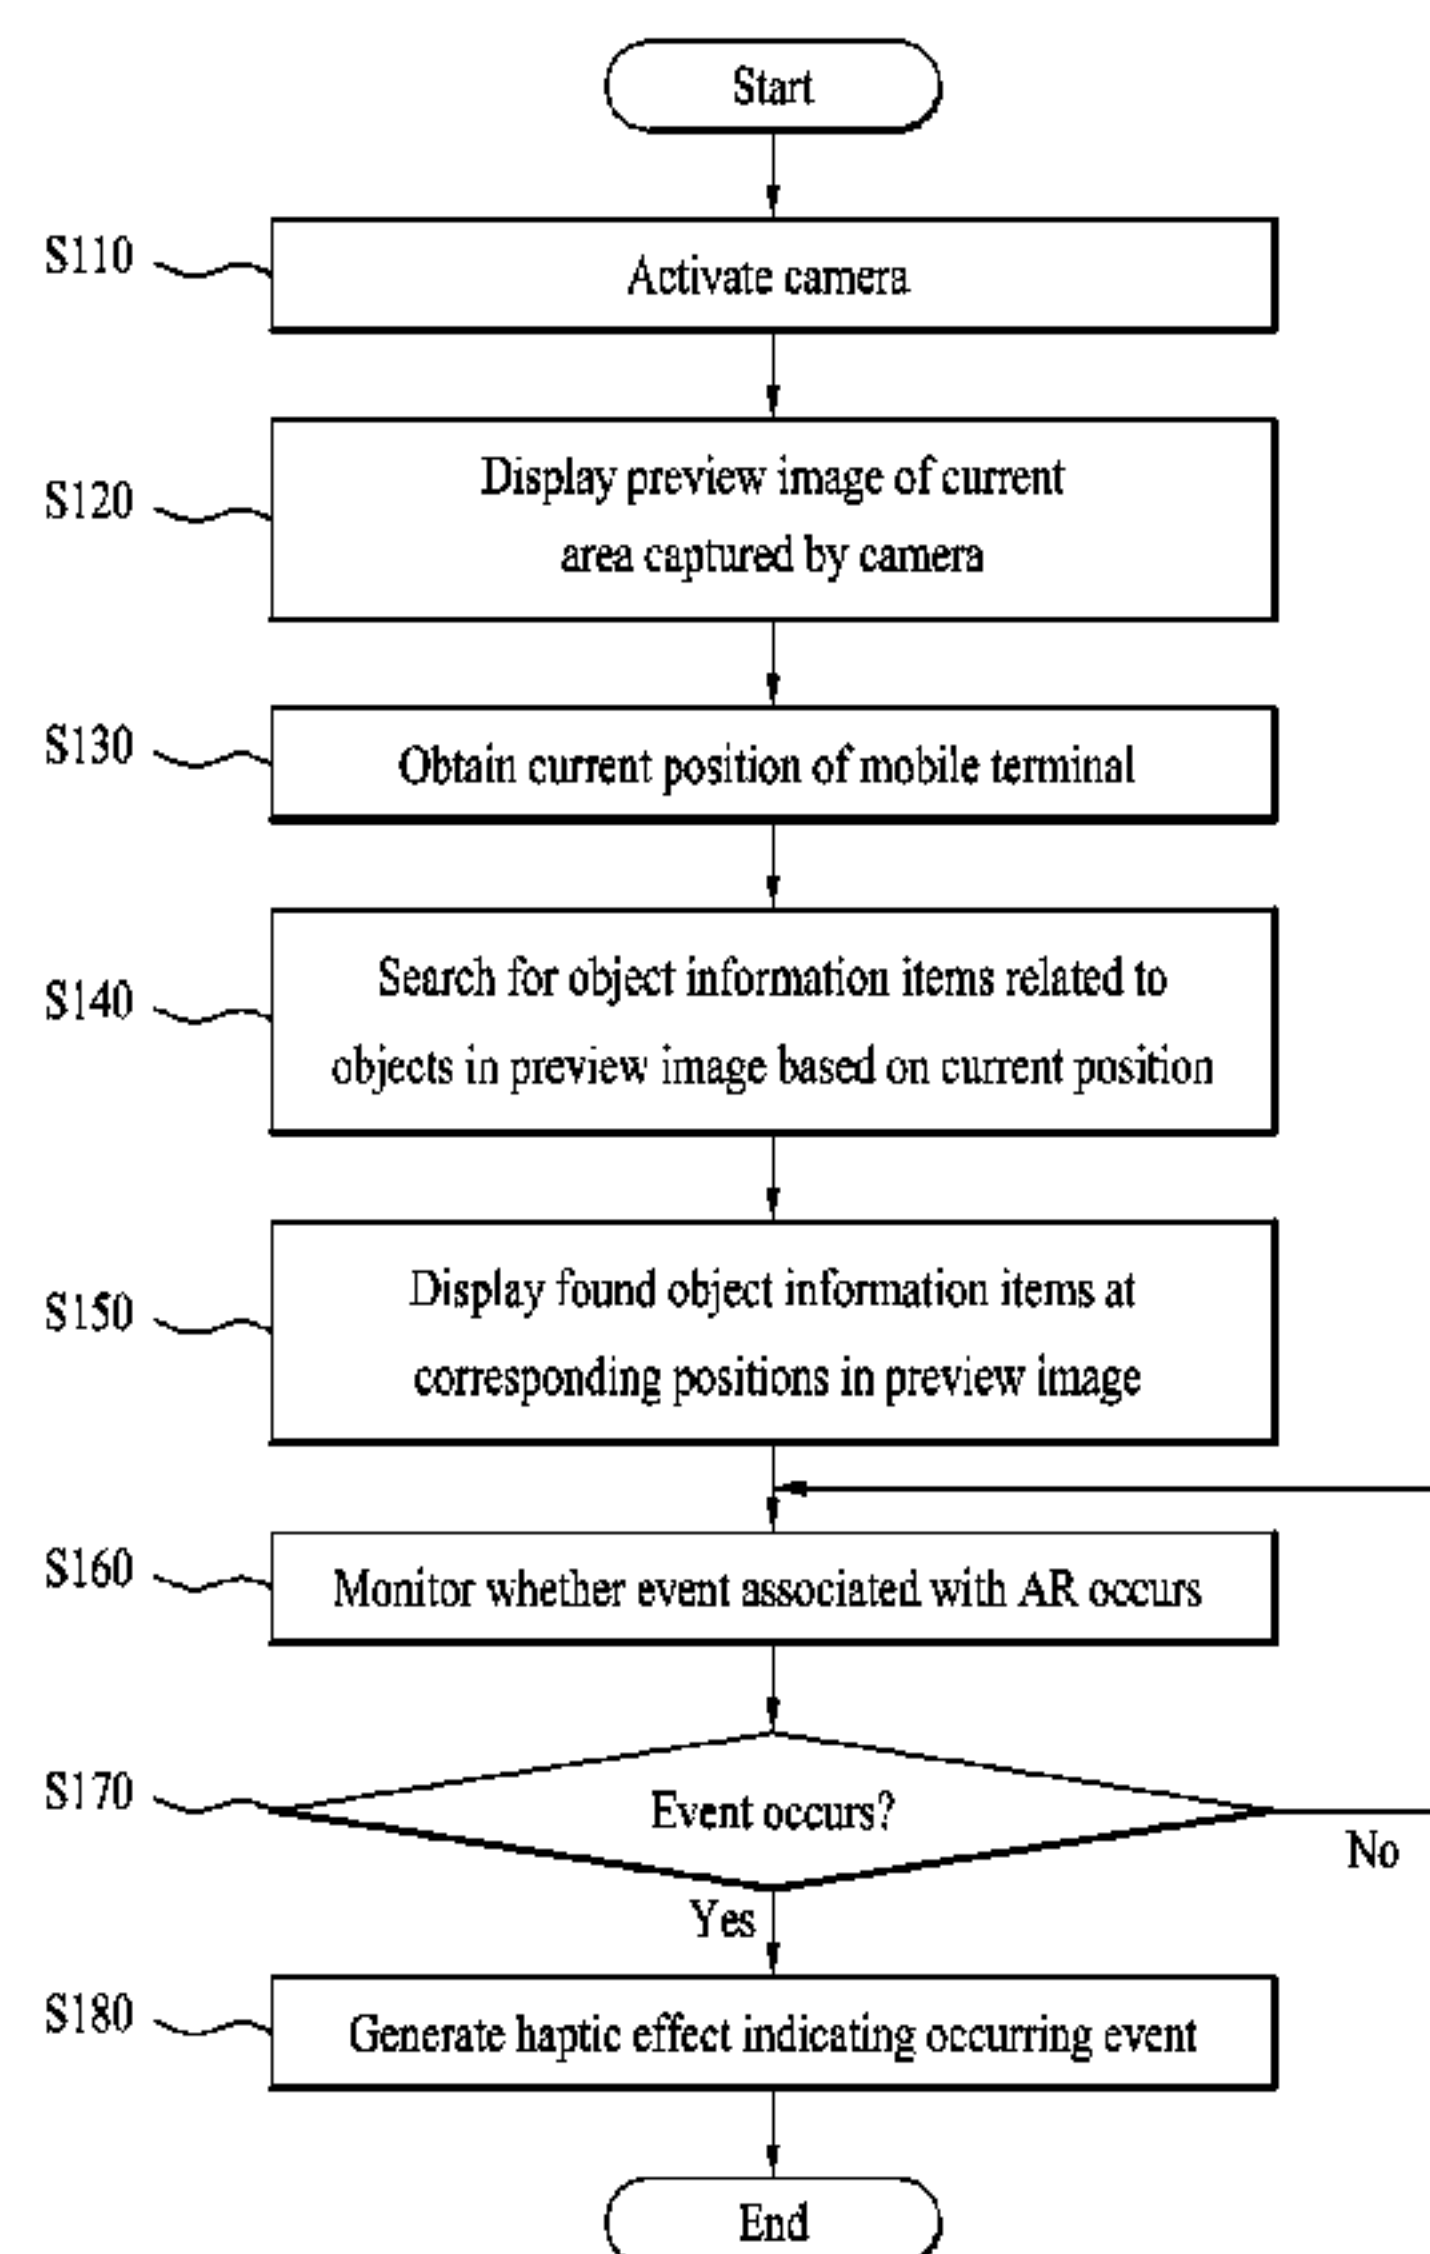 Start
S110
Activate camera
S120
Display preview image of current
area captured by camera
S130
Obtain current position of mobile terminal
S140
Search for object information items related to
objects in preview image based on current position
S150
Display found object information items at
corresponding positions in preview image
S160
Monitor whether event associated with AR occurs
S170
Event occurs?
No
Yes
S180
Generate haptic effect indicating occurring event
End